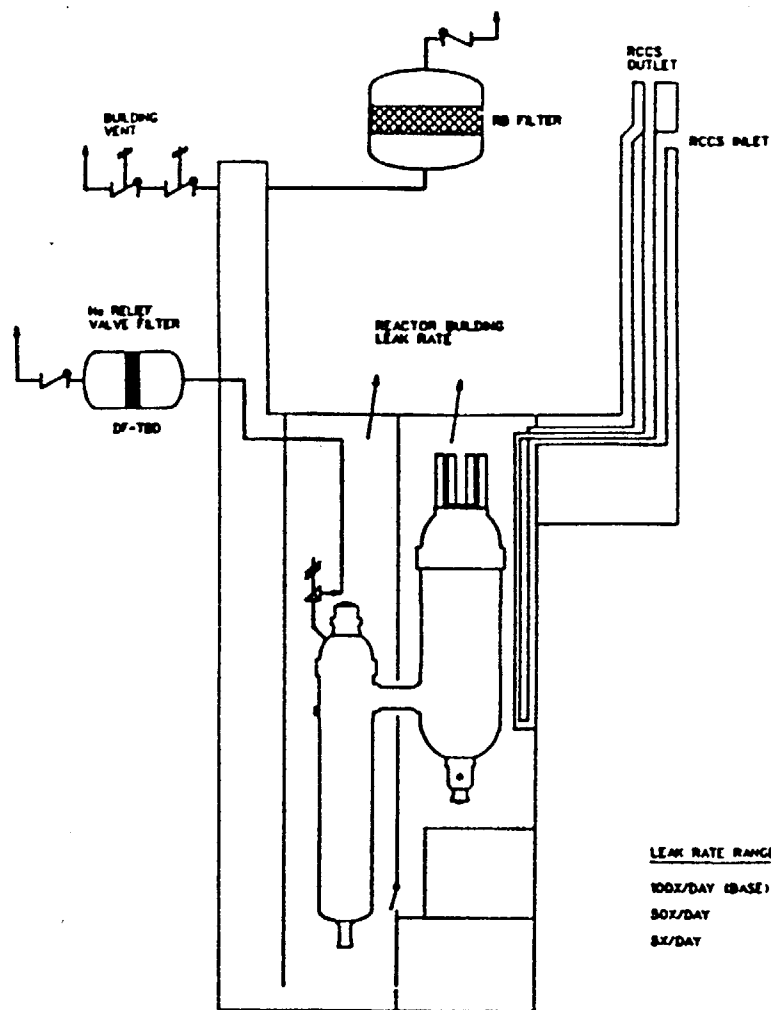 RCCS
OUTLET
BUILDING
VENT
RB FILTER
RCCS INLET
He RELIEF
VALVE FILTER
REACTOR BUILDING
LEAK RATE
DF-TBD
LEAK RATE RANGE
100%/DAY (BASE)
50%/DAY
5%/DAY